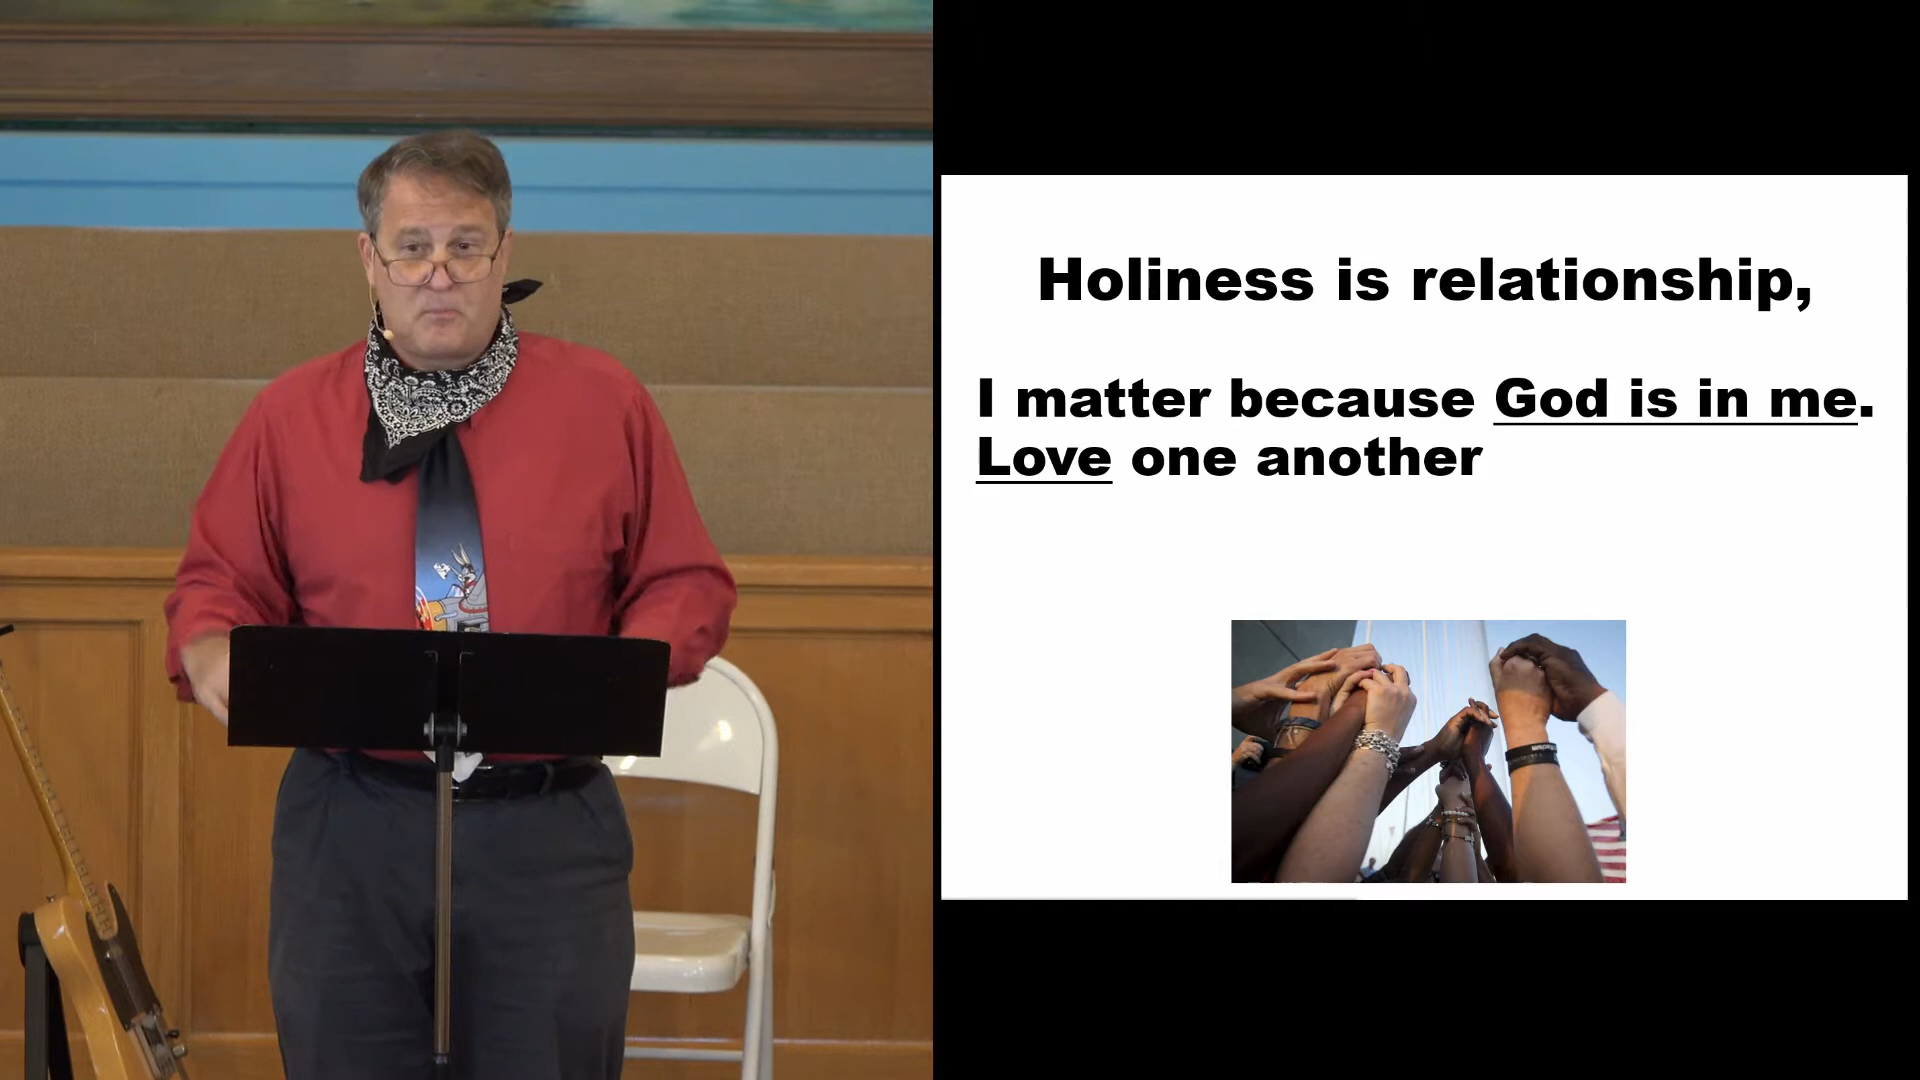 Holiness is relationship,
I matter because God is in me.
Love one another